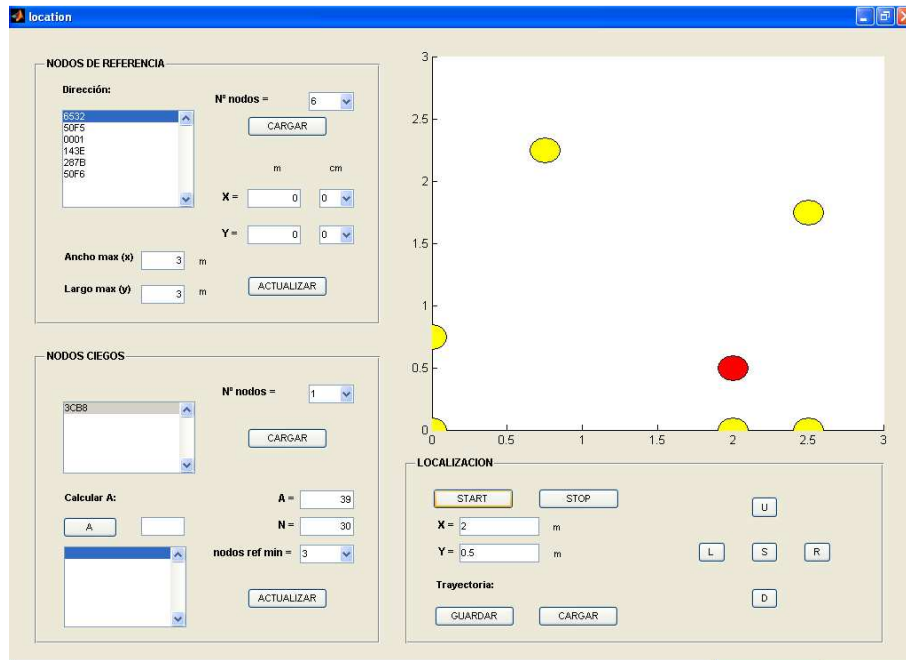 location
NODOS DE REFERENCIA
Dirección:
6532
50F5
0001
143E
287B
50F6
Nº nodos = 6
CARGAR
m cm
X = 0 0
Y = 0 0
Ancho max (x) 3 m
Largo max (y) 3 m
ACTUALIZAR
NODOS CIEGOS
3CB8
Nº nodos = 1
CARGAR
Calcular A:
A
A = 39
N = 30
nodos ref min = 3
ACTUALIZAR
3
2.5
2
1.5
1
0.5
0
0 0.5 1 1.5 2 2.5 3
LOCALIZACION
START STOP
X = 2 m
Y = 0.5 m
Trayectoria:
GUARDAR CARGAR
U
L S R
D